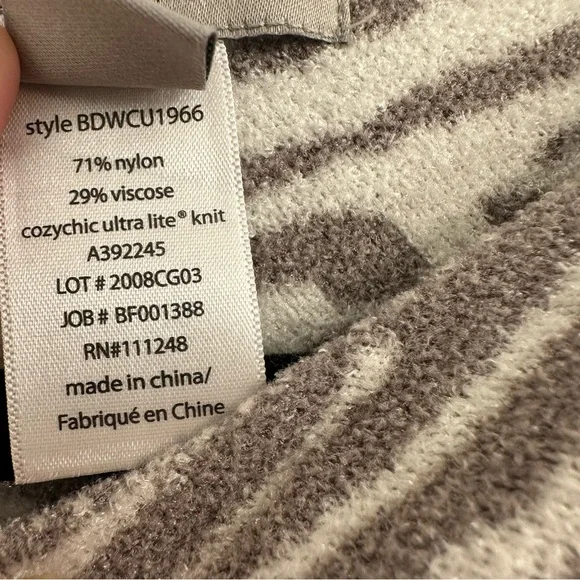 style BDWCU1966
71% nylon
29% viscose
cozychic ultra lite® knit
A392245
LOT # 2008CG03
JOB # BF001388
RN#111248
made in china/
Fabriqué en Chine